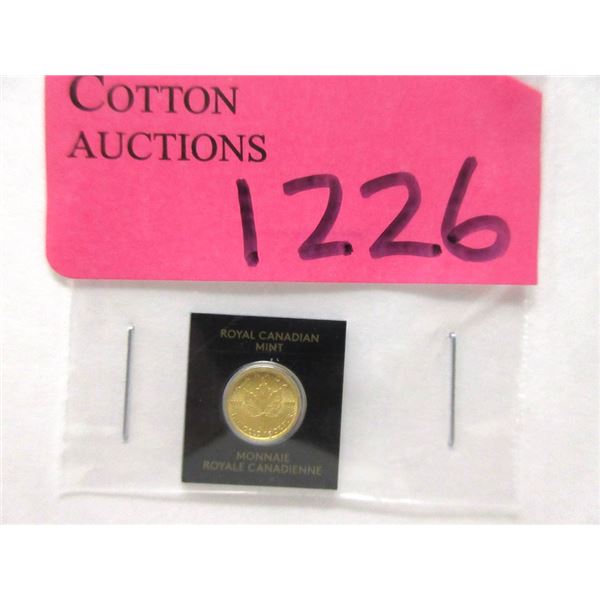 COTTON
AUCTIONS
1226
ROYAL CANADIAN
MINT
MONNAIE
ROYALE CANADIENNE